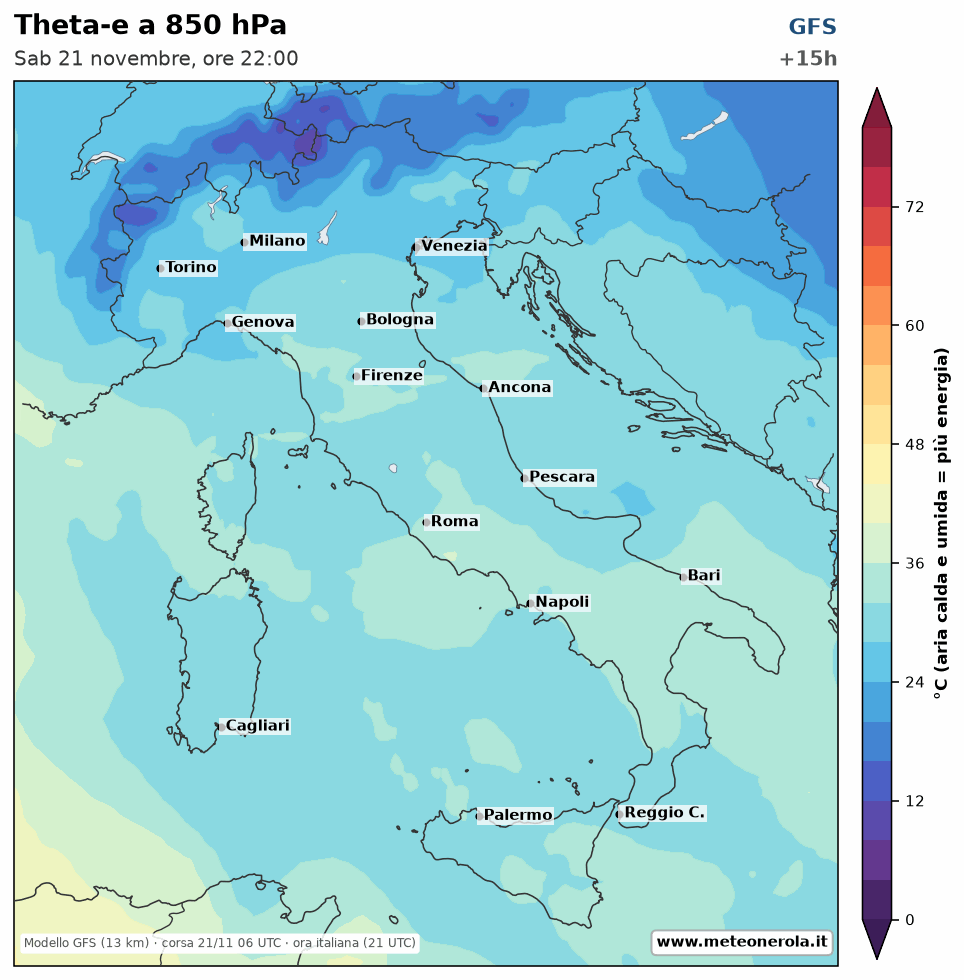 Theta-e a 850 hPa
GFS
Sab 21 novembre, ore 22:00
+15h
Milano
Venezia
Torino
Genova
Bologna
Firenze
Ancona
Pescara
Roma
Bari
Napoli
Cagliari
Palermo
Reggio C.
72
60
48
36
24
12
0
°C (aria calda e umida = più energia)
Modello GFS (13 km) · corsa 21/11 06 UTC · ora italiana (21 UTC)
www.meteonerola.it